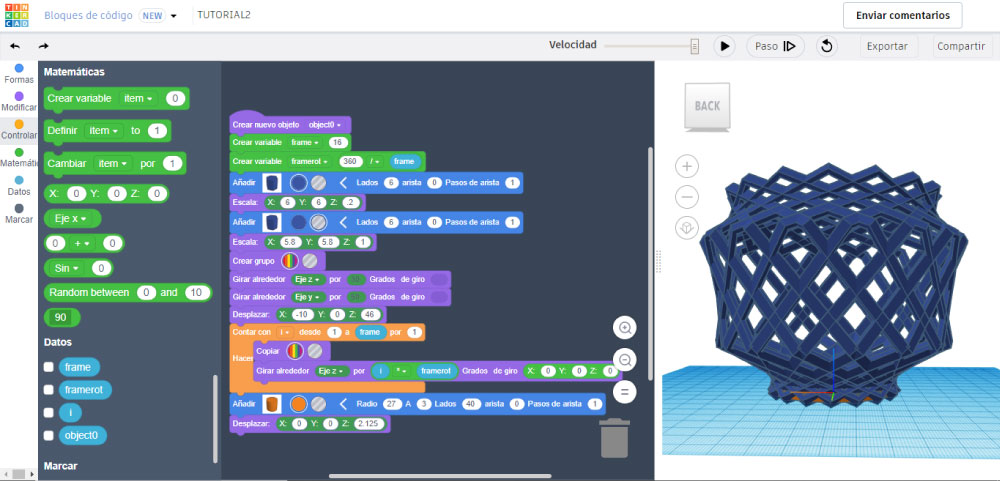 TIN
KER
CAD
Bloques de código NEW TUTORIAL2
Enviar comentarios
Velocidad
Paso
Exportar
Compartir
Formas
Modificar
Controlar
Matemáti
Datos
Marcar
Matemáticas
Crear variable item 0
Definir item to 1
Cambiar item por 1
X: 0 Y: 0 Z: 0
Eje x
0 + 0
Sin 0
Random between 0 and 10
90
Datos
frame
framerot
i
object0
Marcar
Crear nuevo objeto object0
Crear variable frame 16
Crear variable framerot 360 / frame
Añadir Lados 6 arista 0 Pasos de arista 1
Escala: X: 6 Y: 6 Z: .2
Añadir Lados 6 arista 0 Pasos de arista 1
Escala: X: 5.8 Y: 5.8 Z: 1
Crear grupo
Girar alrededor Eje z por Grados de giro
Girar alrededor Eje y por Grados de giro
Desplazar: X: -10 Y: 0 Z: 46
Contar con i desde 1 a frame por 1
Hacer
Copiar
Girar alrededor Eje z por i * framerot Grados de giro X: 0 Y: 0 Z: 0
Añadir Radio 27 A 3 Lados 40 arista 0 Pasos de arista 1
Desplazar: X: 0 Y: 0 Z: 2.125
BACK